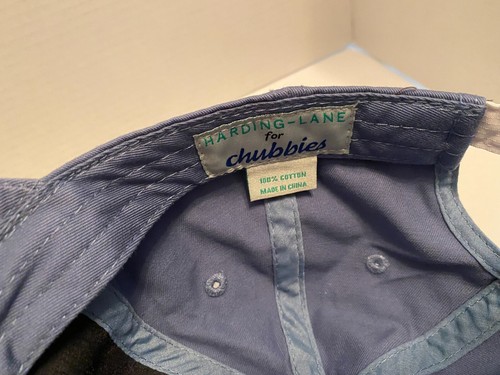 HARDING-LANE
for
chubbies
100% COTTON
MADE IN CHINA